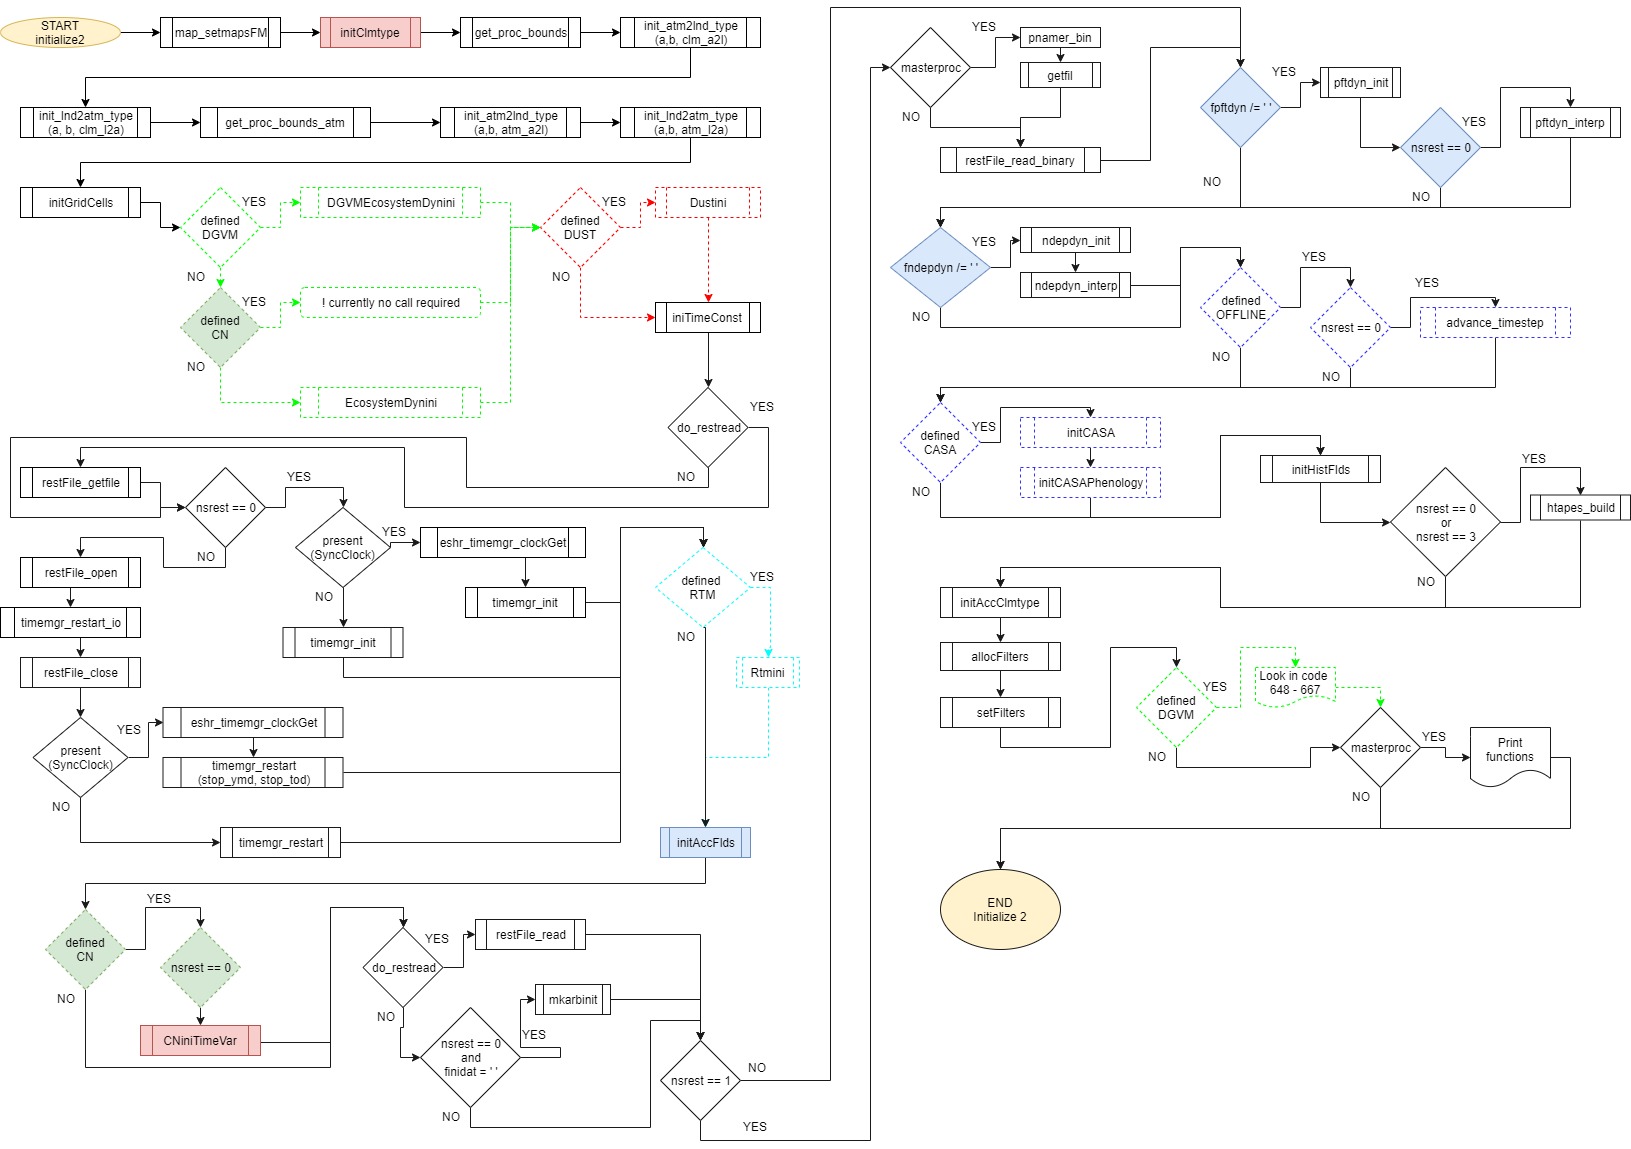 START
initialize2
map_setmapsFM
initClmtype
get_proc_bounds
init_atm2lnd_type
(a,b, clm_a2l)
init_lnd2atm_type
(a, b, clm_l2a)
get_proc_bounds_atm
init_atm2lnd_type
(a,b, atm_a2l)
init_lnd2atm_type
(a,b, atm_l2a)
initGridCells
defined
DGVM
YES
NO
DGVMEcosystemDynini
defined
CN
YES
NO
! currently no call required
EcosystemDynini
defined
DUST
YES
NO
Dustini
iniTimeConst
do_restread
YES
NO
restFile_getfile
nsrest == 0
YES
NO
present
(SyncClock)
YES
NO
eshr_timemgr_clockGet
timemgr_init
timemgr_init
restFile_open
timemgr_restart_io
restFile_close
present
(SyncClock)
YES
NO
eshr_timemgr_clockGet
timemgr_restart
(stop_ymd, stop_tod)
timemgr_restart
defined
RTM
YES
NO
Rtmini
initAccFlds
defined
CN
YES
NO
nsrest == 0
CNiniTimeVar
do_restread
YES
NO
restFile_read
nsrest == 0
and
finidat = ' '
YES
NO
mkarbinit
nsrest == 1
NO
YES
masterproc
YES
NO
pnamer_bin
getfil
restFile_read_binary
fpftdyn /= ' '
YES
NO
pftdyn_init
nsrest == 0
YES
NO
pftdyn_interp
fndepdyn /= ' '
YES
NO
ndepdyn_init
ndepdyn_interp
defined
OFFLINE
YES
NO
nsrest == 0
YES
NO
advance_timestep
defined
CASA
YES
NO
initCASA
initCASAPhenology
initHistFlds
nsrest == 0
or
nsrest == 3
YES
NO
htapes_build
initAccClmtype
allocFilters
setFilters
defined
DGVM
YES
NO
Look in code
648 - 667
masterproc
YES
NO
Print
functions
END
Initialize 2